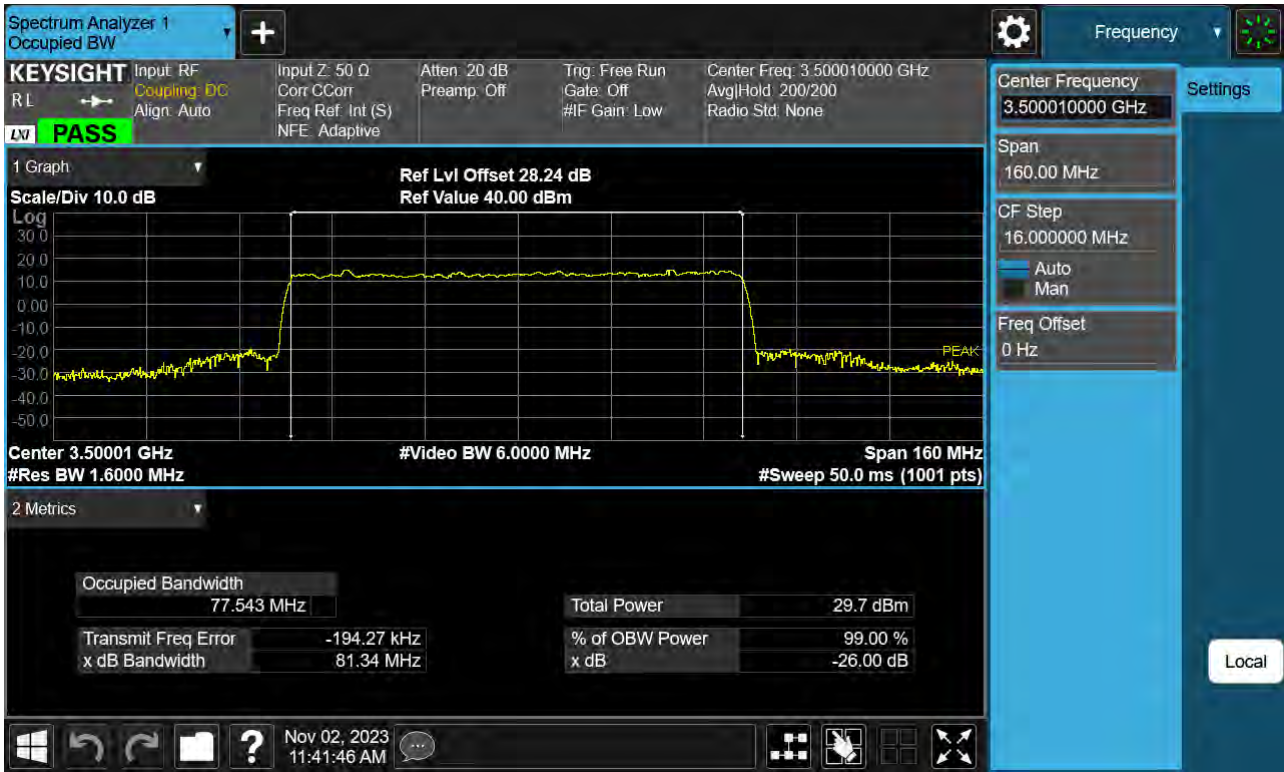 Spectrum Analyzer 1
Occupied BW
+
Frequency
KEYSIGHT
RL
LXI
PASS
Input: RF
Coupling: DC
Align: Auto
Input Z: 50 Ω
Corr CCorr
Freq Ref: Int (S)
NFE: Adaptive
Atten: 20 dB
Preamp: Off
Trig: Free Run
Gate: Off
#IF Gain: Low
Center Freq: 3.500010000 GHz
Avg|Hold: 200/200
Radio Std: None
Center Frequency
3.500010000 GHz
Settings
Span
160.00 MHz
CF Step
16.000000 MHz
Auto
Man
Freq Offset
0 Hz
1 Graph
Scale/Div 10.0 dB
Ref Lvl Offset 28.24 dB
Ref Value 40.00 dBm
Log
30.0
20.0
10.0
0.00
-10.0
-20.0
-30.0
-40.0
-50.0
PEAK
Center 3.50001 GHz
#Video BW 6.0000 MHz
Span 160 MHz
#Res BW 1.6000 MHz
#Sweep 50.0 ms (1001 pts)
2 Metrics
Occupied Bandwidth
77.543 MHz
Total Power 29.7 dBm
Transmit Freq Error -194.27 kHz
% of OBW Power 99.00 %
x dB Bandwidth 81.34 MHz
x dB -26.00 dB
Local
?
Nov 02, 2023
11:41:46 AM